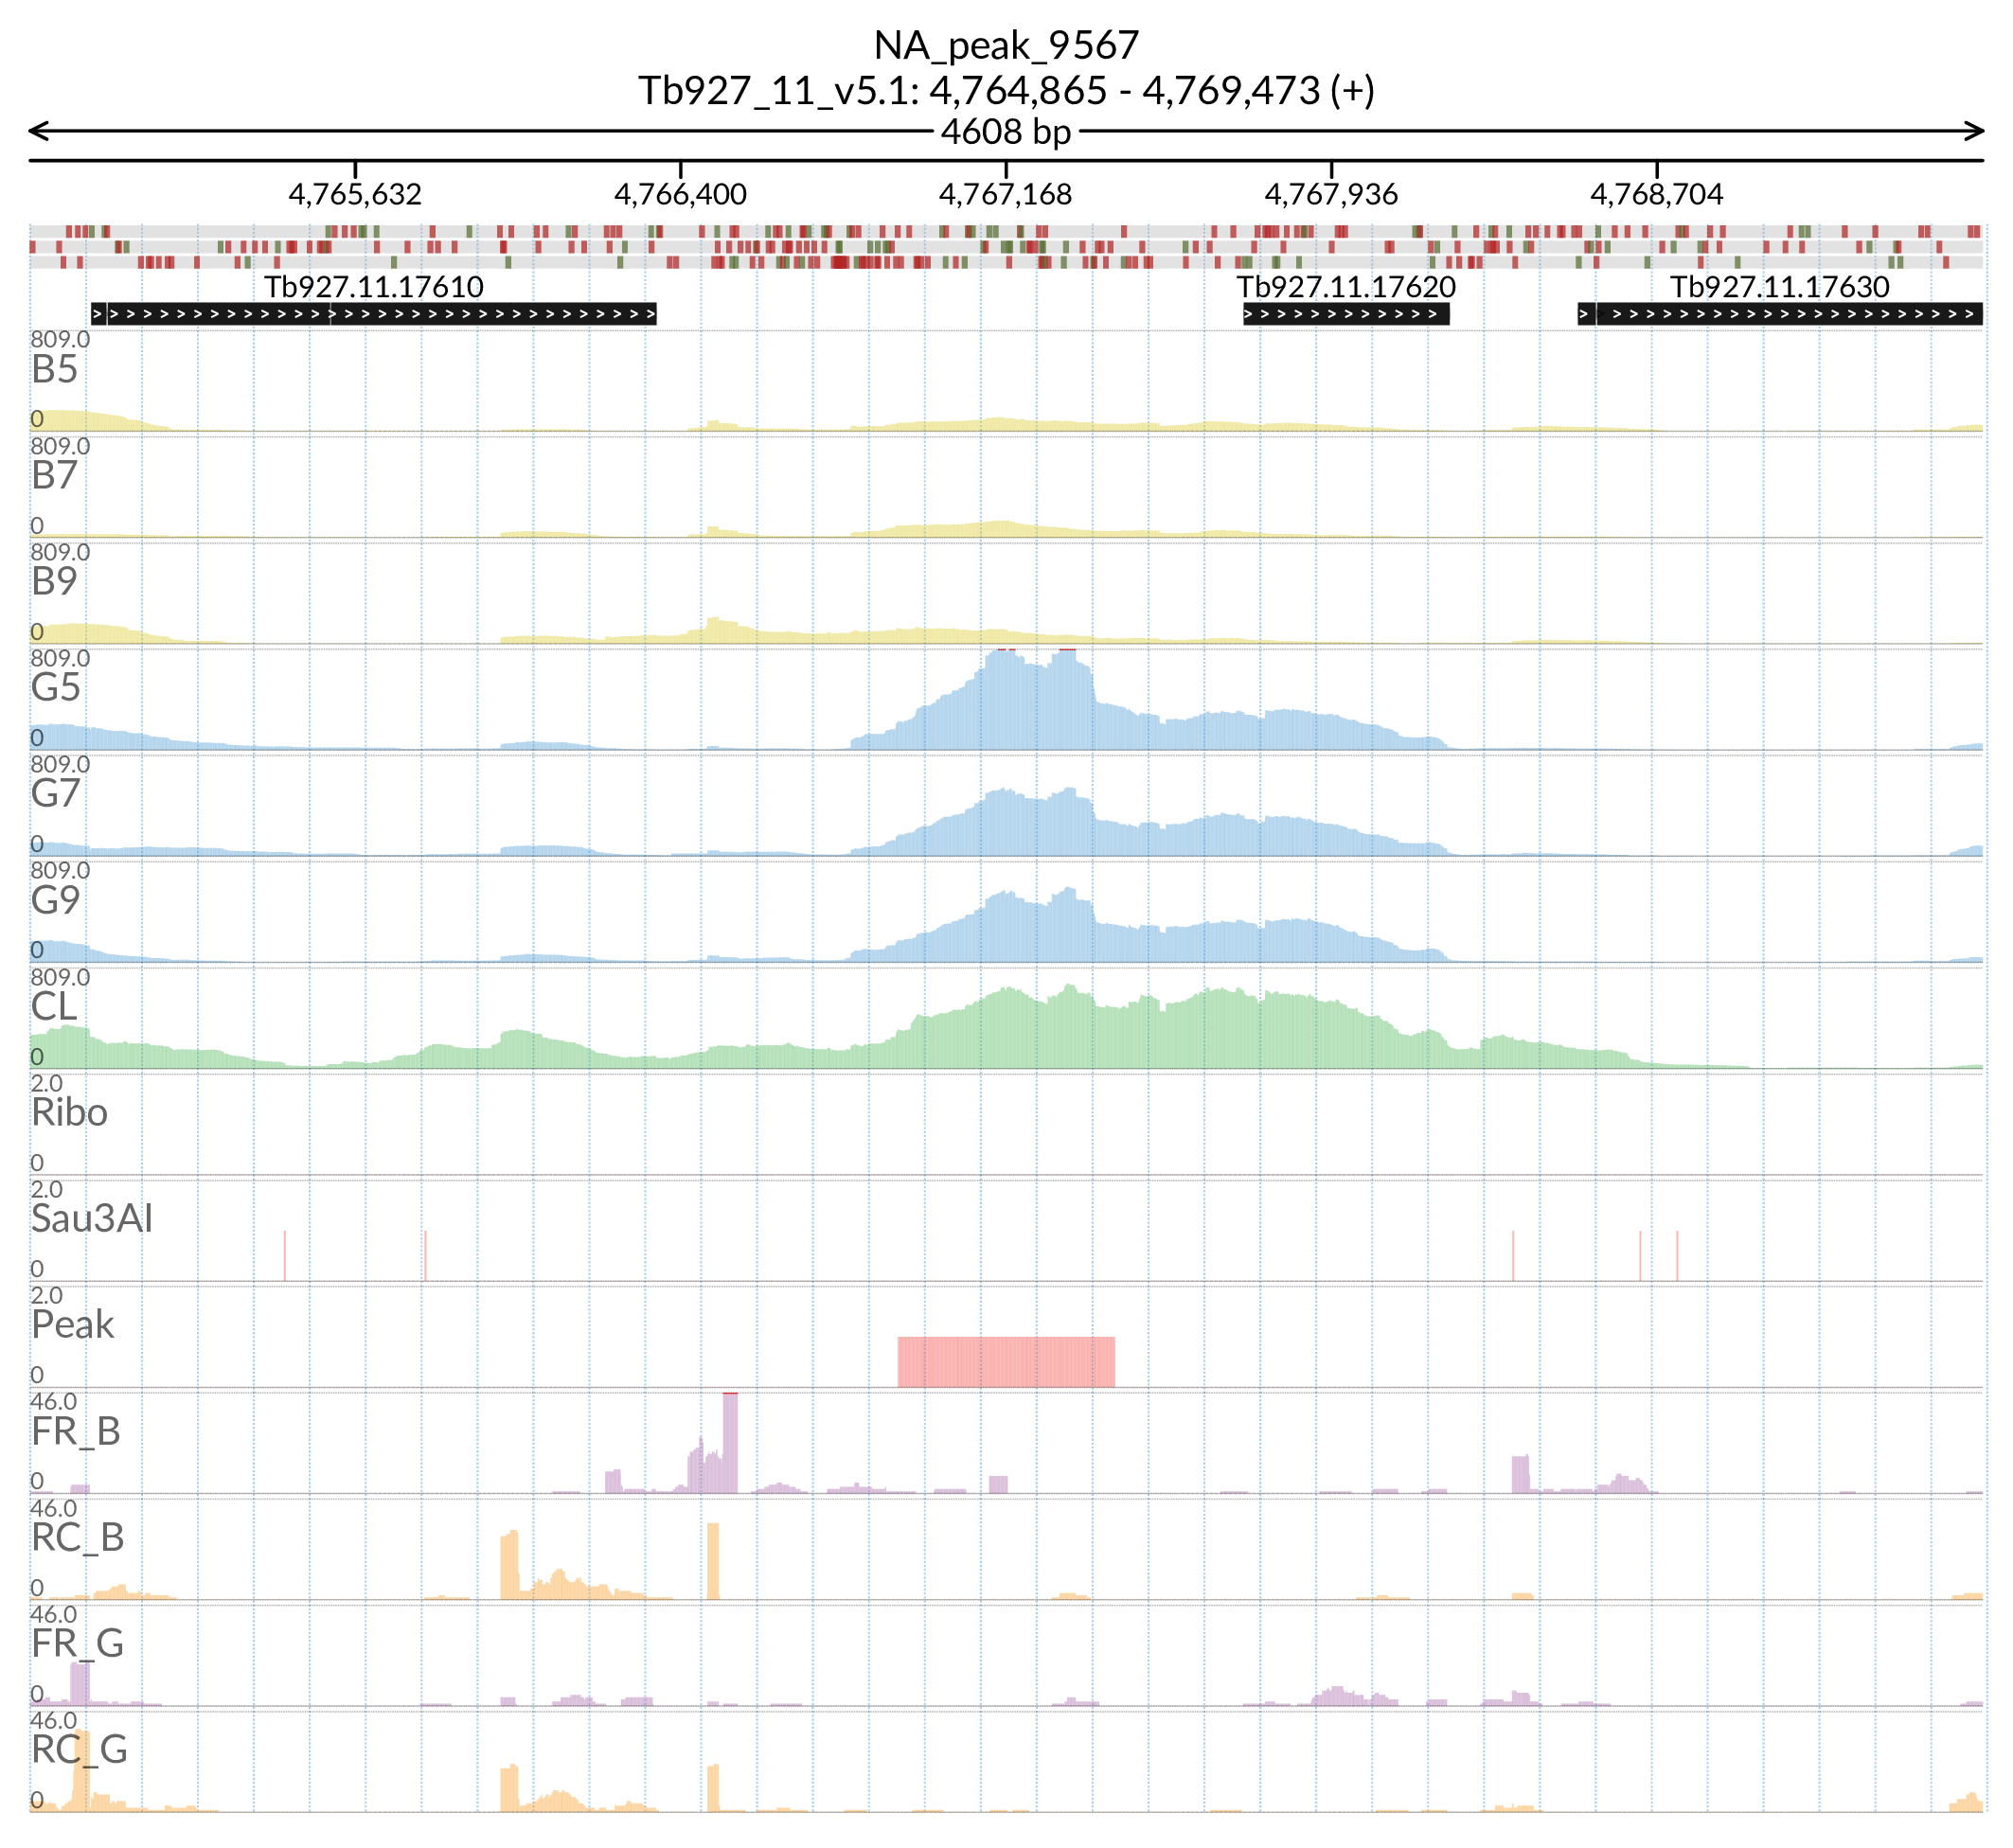 NA_peak_9567
Tb927_11_v5.1: 4,764,865 - 4,769,473 (+)
4608 bp
4,765,632 4,766,400 4,767,168 4,767,936 4,768,704
Tb927.11.17610 Tb927.11.17620 Tb927.11.17630
809.0
B5
0
809.0
B7
0
809.0
B9
0
809.0
G5
0
809.0
G7
0
809.0
G9
0
809.0
CL
0
2.0
Ribo
0
2.0
Sau3AI
0
2.0
Peak
0
46.0
FR_B
0
46.0
RC_B
0
46.0
FR_G
0
46.0
RC_G
0